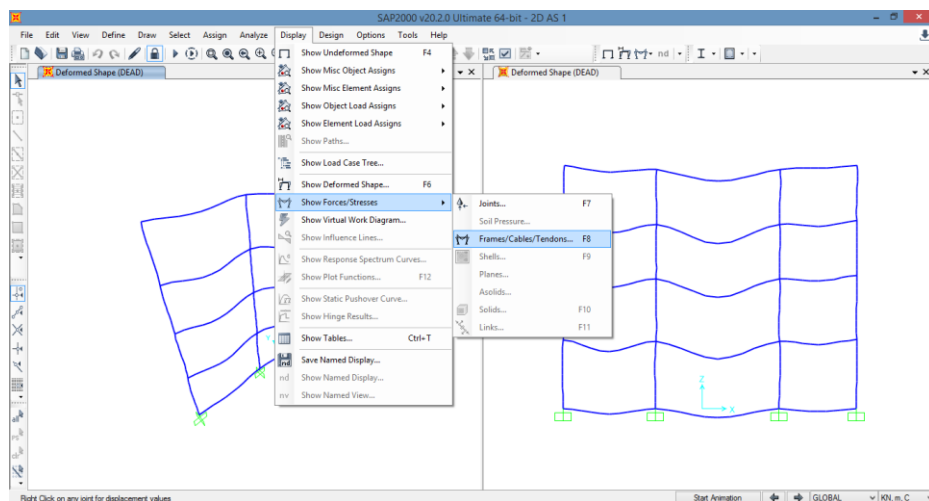 SAP2000 v20.2.0 Ultimate 64-bit - 2D AS 1
File Edit View Define Draw Select Assign Analyze Display Design Options Tools Help
nd
Deformed Shape (DEAD)
Deformed Shape (DEAD)
Show Undeformed Shape F4
Show Misc Object Assigns
Show Misc Element Assigns
Show Object Load Assigns
Show Element Load Assigns
Show Paths...
Show Load Case Tree...
Show Deformed Shape... F6
Show Forces/Stresses
Show Virtual Work Diagram...
Show Influence Lines...
Show Response Spectrum Curves...
Show Plot Functions... F12
Show Static Pushover Curve...
Show Hinge Results...
Show Tables... Ctrl+T
Save Named Display...
nd Show Named Display...
nv Show Named View...
Joints... F7
Soil Pressure...
Frames/Cables/Tendons... F8
Shells... F9
Planes...
Asolids...
Solids... F10
Links... F11
Y
Z
X
Right Click on any joint for displacement values
Start Animation
GLOBAL
KN, m, C